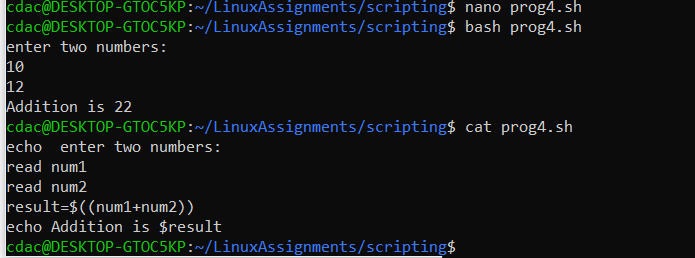 cdac@DESKTOP-GTOC5KP:~/LinuxAssignments/scripting$ nano prog4.sh
cdac@DESKTOP-GTOC5KP:~/LinuxAssignments/scripting$ bash prog4.sh
enter two numbers:
10
12
Addition is 22
cdac@DESKTOP-GTOC5KP:~/LinuxAssignments/scripting$ cat prog4.sh
echo  enter two numbers:
read num1
read num2
result=$((num1+num2))
echo Addition is $result
cdac@DESKTOP-GTOC5KP:~/LinuxAssignments/scripting$